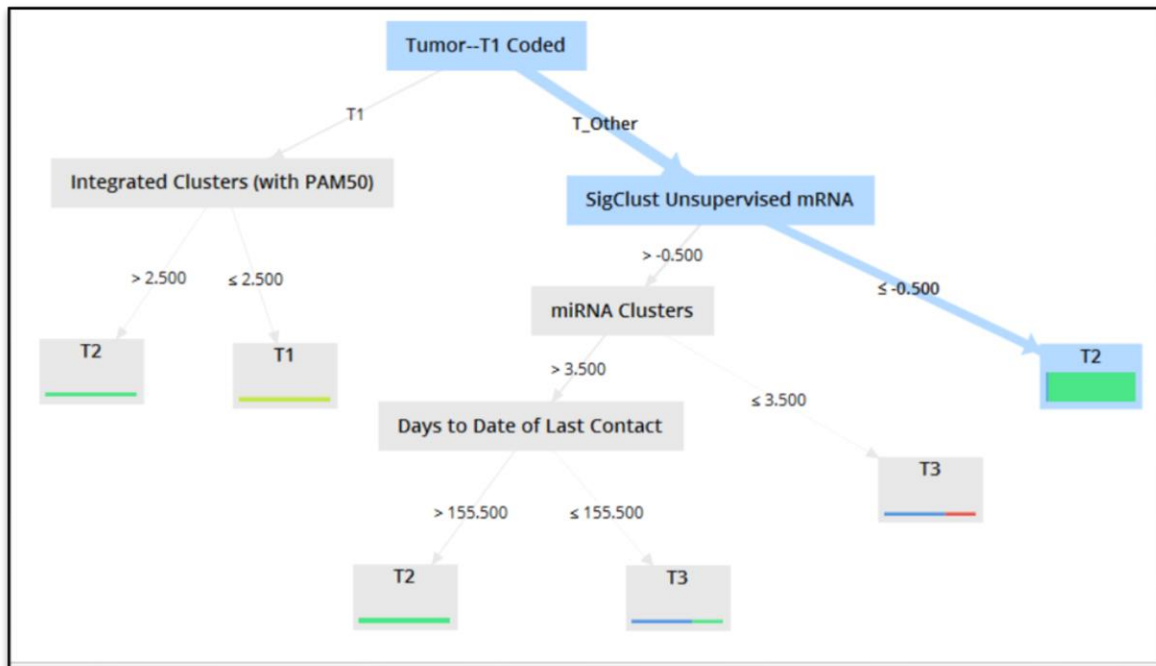 Tumor--T1 Coded
T1
T_Other
Integrated Clusters (with PAM50)
SigClust Unsupervised mRNA
> 2.500
≤ 2.500
> -0.500
≤ -0.500
miRNA Clusters
T2
T1
T2
> 3.500
≤ 3.500
Days to Date of Last Contact
T3
> 155.500
≤ 155.500
T2
T3